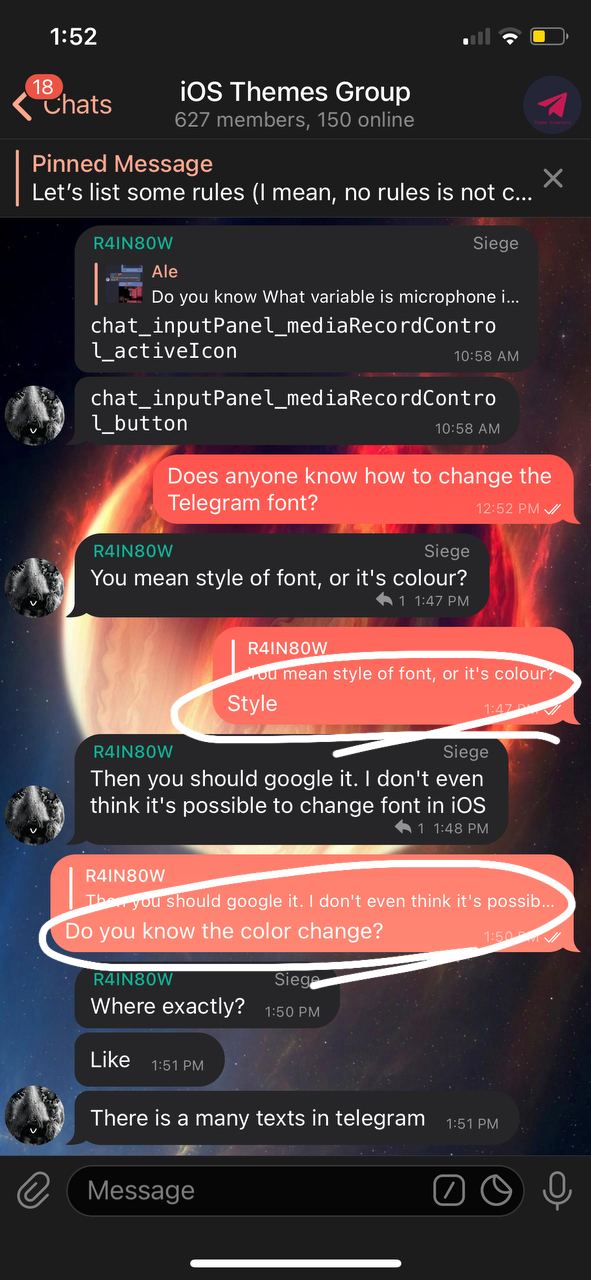 1:52
18
Chats
iOS Themes Group
627 members, 150 online
Pinned Message
Let’s list some rules (I mean, no rules is not c...
R4IN80W Siege
Ale
Do you know What variable is microphone i...
chat_inputPanel_mediaRecordContro
l_activeIcon
10:58 AM
chat_inputPanel_mediaRecordContro
l_button
10:58 AM
Does anyone know how to change the
Telegram font?
12:52 PM
R4IN80W Siege
You mean style of font, or it's colour?
1 1:47 PM
R4IN80W
You mean style of font, or it's colour?
Style
1:47 PM
R4IN80W Siege
Then you should google it. I don't even
think it's possible to change font in iOS
1 1:48 PM
R4IN80W
Then you should google it. I don't even think it's possib...
Do you know the color change?
1:50 PM
R4IN80W Siege
Where exactly? 1:50 PM
Like 1:51 PM
There is a many texts in telegram 1:51 PM
Message